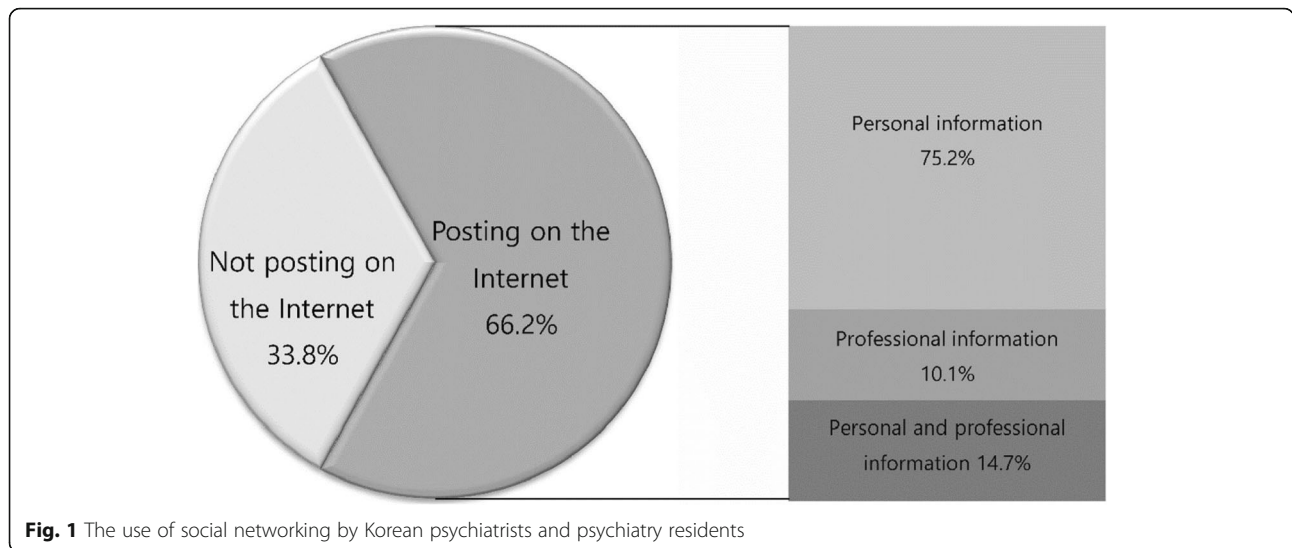 Not posting on
the Internet
33.8%
Posting on the
Internet
66.2%
Personal information
75.2%
Professional information
10.1%
Personal and professional
information 14.7%
Fig. 1 The use of social networking by Korean psychiatrists and psychiatry residents